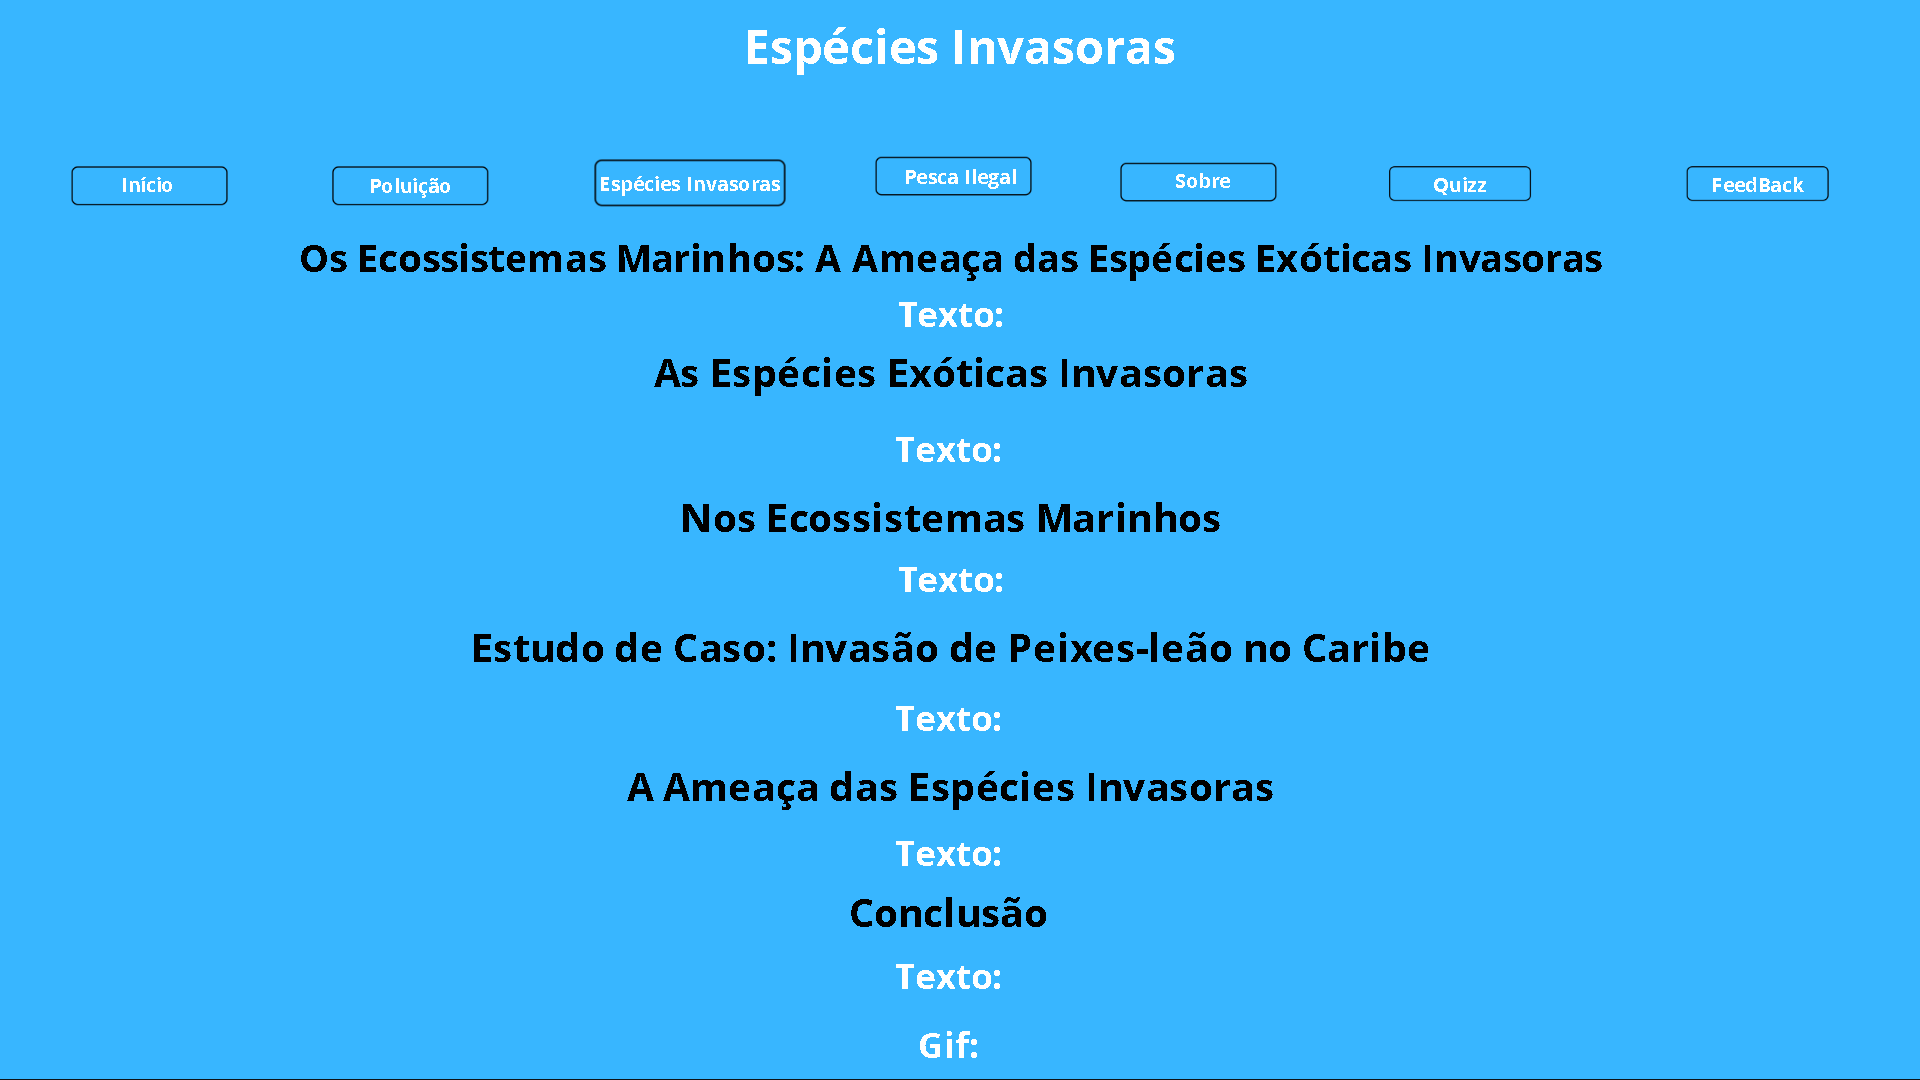 Espécies Invasoras
Início
Poluição
Espécies Invasoras
Pesca Ilegal
Sobre
Quizz
FeedBack
Os Ecossistemas Marinhos: A Ameaça das Espécies Exóticas Invasoras
Texto:
As Espécies Exóticas Invasoras
Texto:
Nos Ecossistemas Marinhos
Texto:
Estudo de Caso: Invasão de Peixes-leão no Caribe
Texto:
A Ameaça das Espécies Invasoras
Texto:
Conclusão
Texto:
Gif: